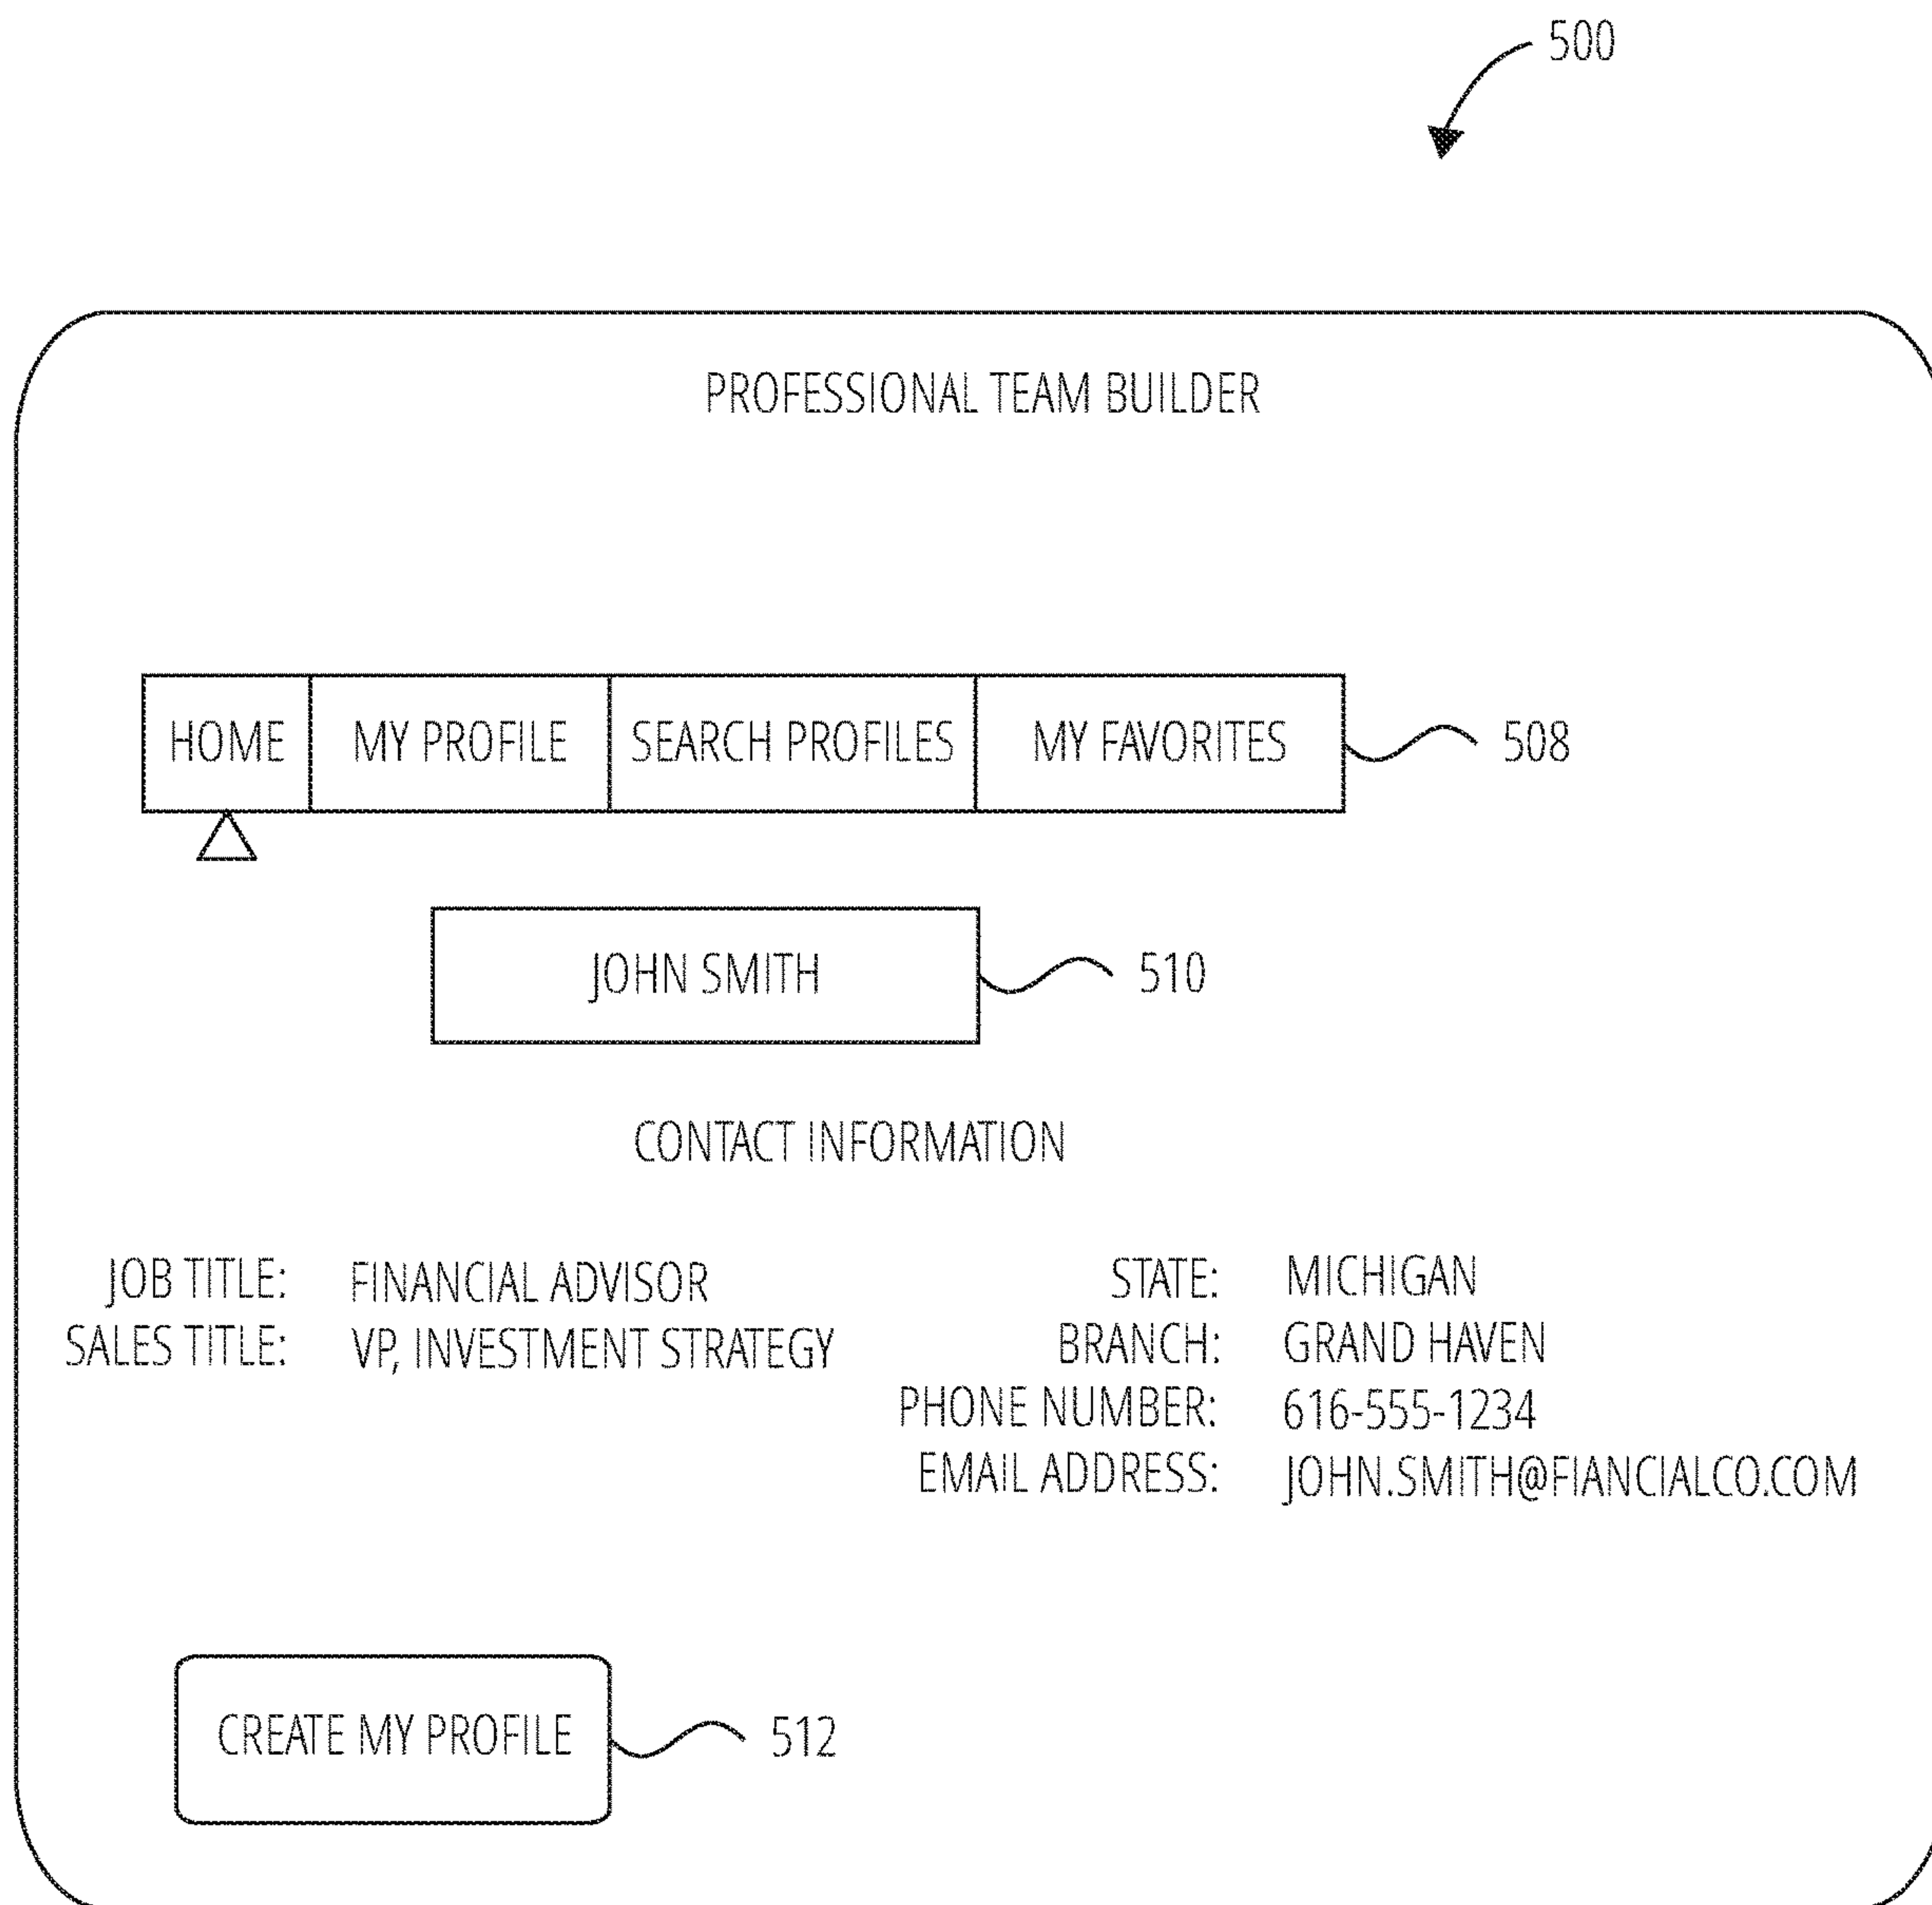 500
PROFESSIONAL TEAM BUILDER
HOME MY PROFILE SEARCH PROFILES MY FAVORITES 508
JOHN SMITH 510
CONTACT INFORMATION
JOB TITLE: FINANCIAL ADVISOR STATE: MICHIGAN
SALES TITLE: VP, INVESTMENT STRATEGY BRANCH: GRAND HAVEN
PHONE NUMBER: 616-555-1234
EMAIL ADDRESS: JOHN.SMITH@FIANCIALCO.COM
CREATE MY PROFILE 512